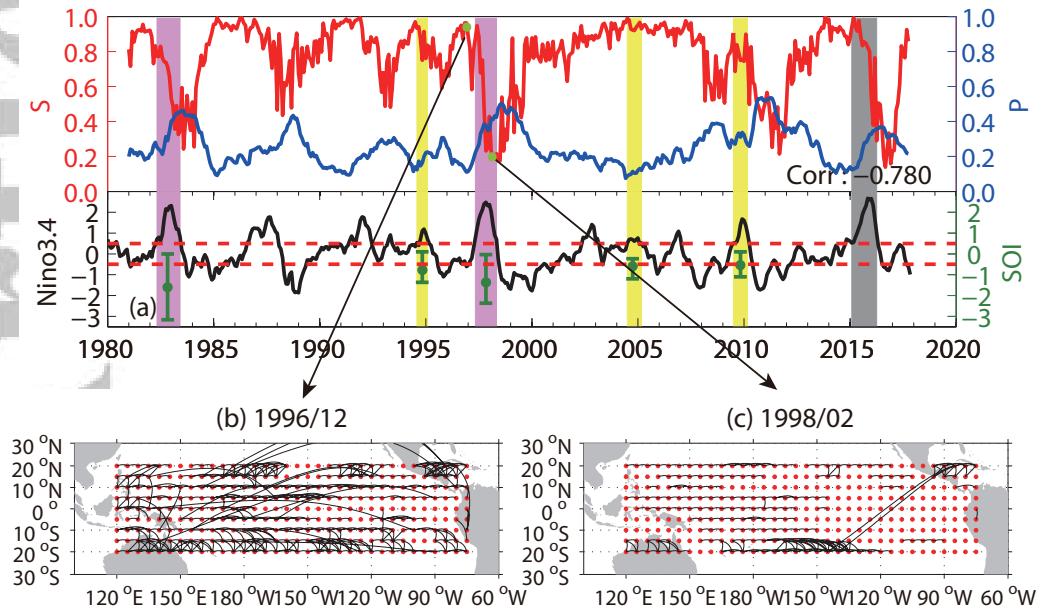 1.0 1.0
0.8 0.8
S 0.6 0.6 P
0.4 0.4
0.2 0.2
Corr : −0.780
0.0 0.0
Nino3.4 SOI
2 2
1 1
0 0
−1 −1
−2 −2
−3 −3
(a)
1980 1985 1990 1995 2000 2005 2010 2015 2020
(b) 1996/12 (c) 1998/02
30 °N 30 °N
20 °N 20 °N
10 °N 10 °N
0 ° 0 °
10 °S 10 °S
20 °S 20 °S
30 °S 30 °S
120 °E 150 °E 180 °W 150 °W 120 °W 90 °W 60 °W 120 °E 150 °E 180 °W 150 °W 120 °W 90 °W 60 °W